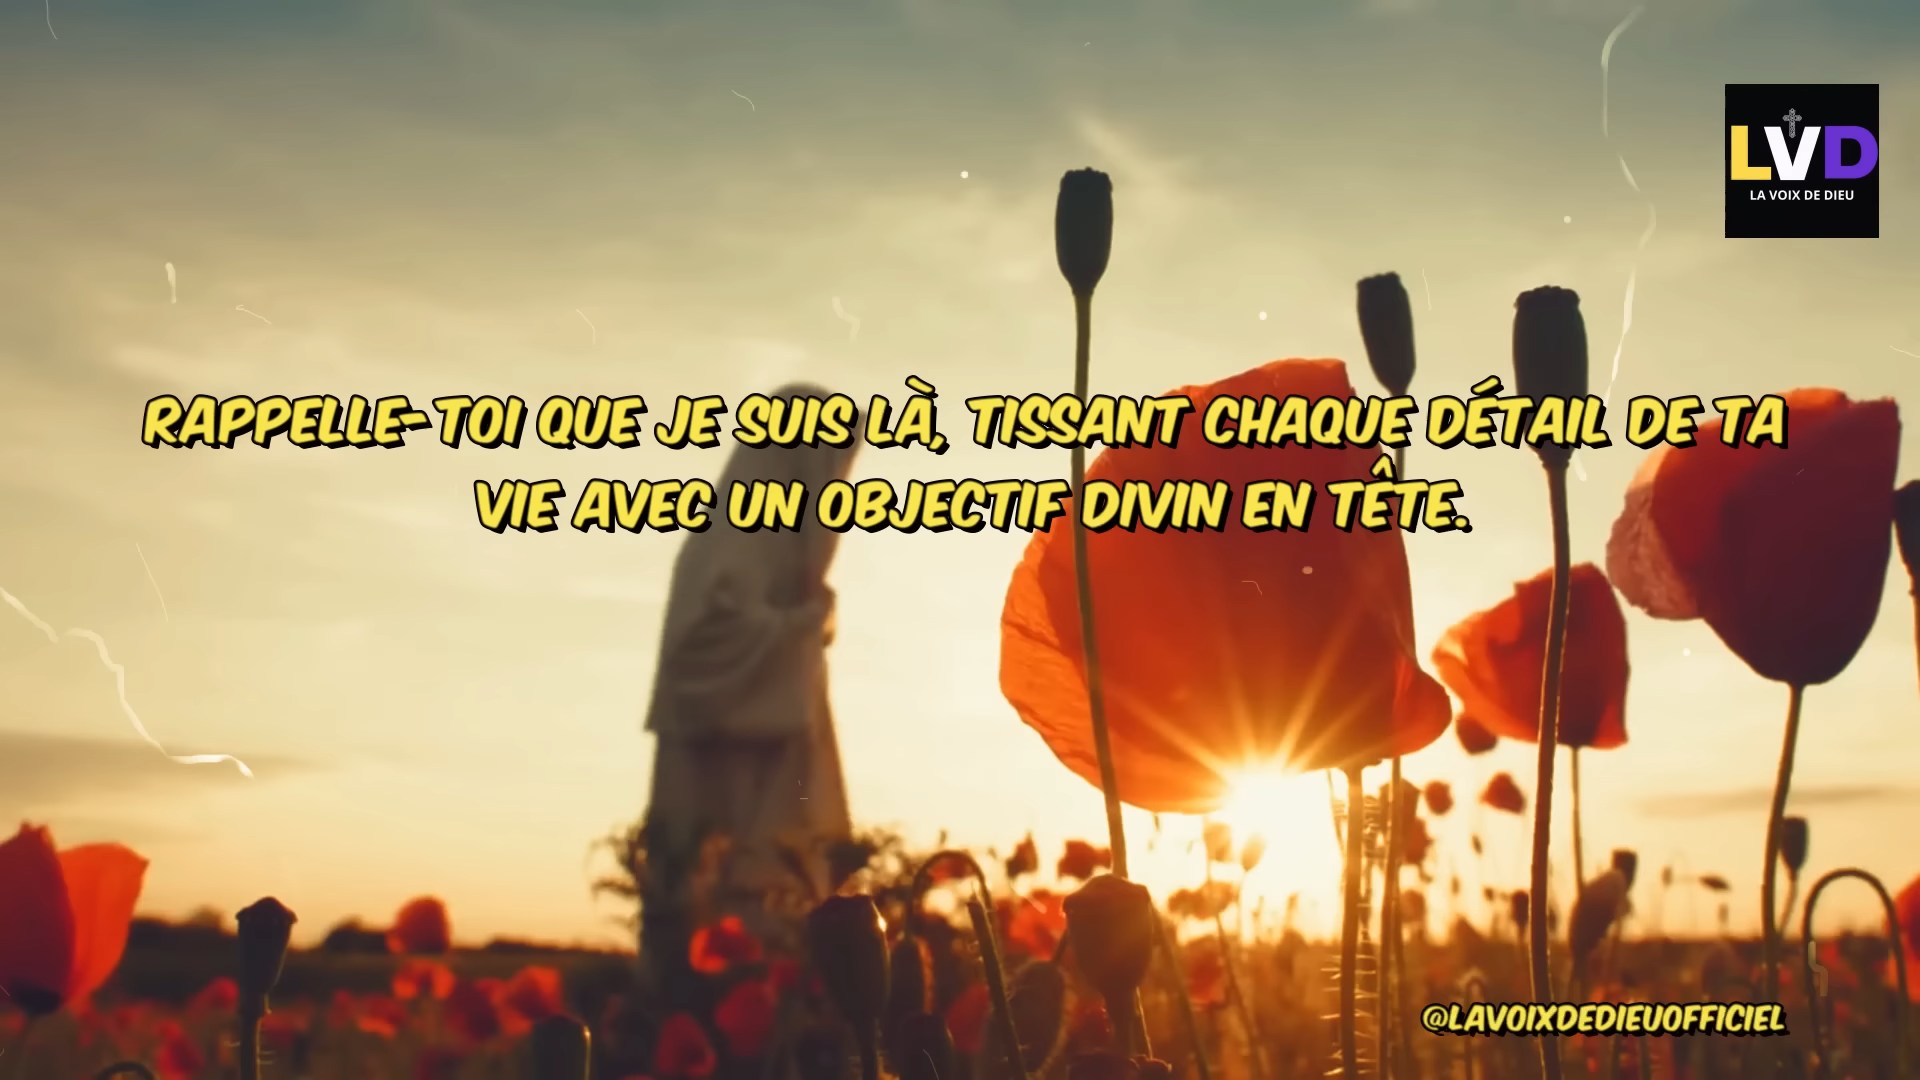 LVD
LA VOIX DE DIEU
RAPPELLE-TOI QUE JE SUIS LÀ, TISSANT CHAQUE DÉTAIL DE TA
VIE AVEC UN OBJECTIF DIVIN EN TÊTE.
@LAVOIXDEDIEUOFFICIEL